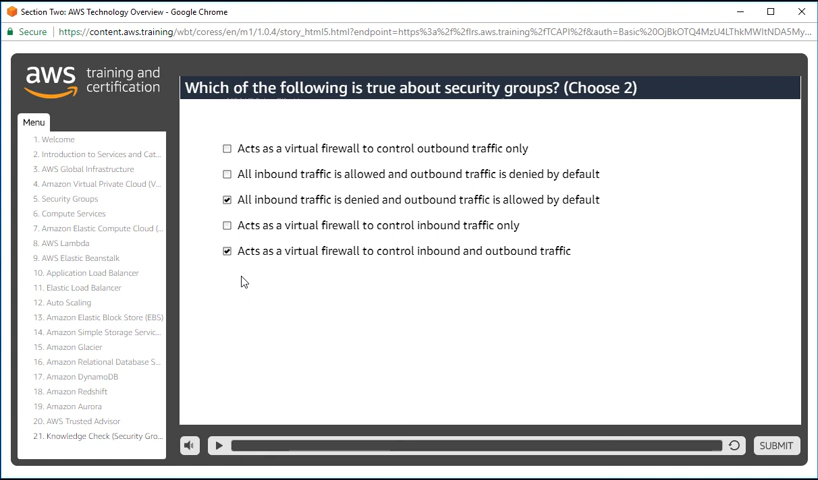 Section Two: AWS Technology Overview - Google Chrome
Secure
https://content.aws.training/wbt/coress/en/m1/1.0.4/story_html5.html?endpoint=https%3a%2f%2flrs.aws.training%2fTCAPI%2f&auth=Basic%20OjBkOTQ4MzU4LThkMWItNDA5My...
aws training and
certification
Menu
1. Welcome
2. Introduction to Services and Cat...
3. AWS Global Infrastructure
4. Amazon Virtual Private Cloud (V...
5. Security Groups
6. Compute Services
7. Amazon Elastic Compute Cloud (...
8. AWS Lambda
9. AWS Elastic Beanstalk
10. Application Load Balancer
11. Elastic Load Balancer
12. Auto Scaling
13. Amazon Elastic Block Store (EBS)
14. Amazon Simple Storage Servic...
15. Amazon Glacier
16. Amazon Relational Database S...
17. Amazon DynamoDB
18. Amazon Redshift
19. Amazon Aurora
20. AWS Trusted Advisor
21. Knowledge Check (Security Gro...
Which of the following is true about security groups? (Choose 2)
Acts as a virtual firewall to control outbound traffic only
All inbound traffic is allowed and outbound traffic is denied by default
All inbound traffic is denied and outbound traffic is allowed by default
Acts as a virtual firewall to control inbound traffic only
Acts as a virtual firewall to control inbound and outbound traffic
SUBMIT